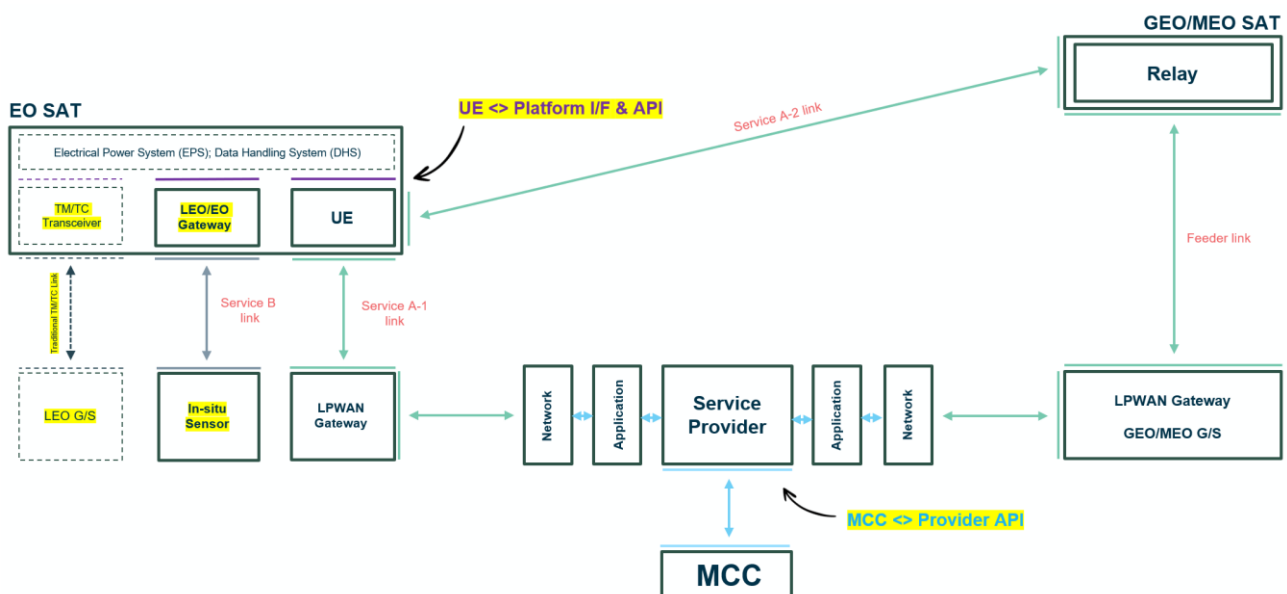 GEO/MEO SAT
Relay
EO SAT
UE <> Platform I/F & API
Service A-2 link
Electrical Power System (EPS); Data Handling System (DHS)
TM/TC
Transceiver
LEO/EO
Gateway
UE
Feeder link
Traditional TM/TC Link
Service B
link
Service A-1
link
LEO G/S
In-situ
Sensor
LPWAN
Gateway
Network
Application
Service
Provider
Application
Network
LPWAN Gateway
GEO/MEO G/S
MCC <> Provider API
MCC